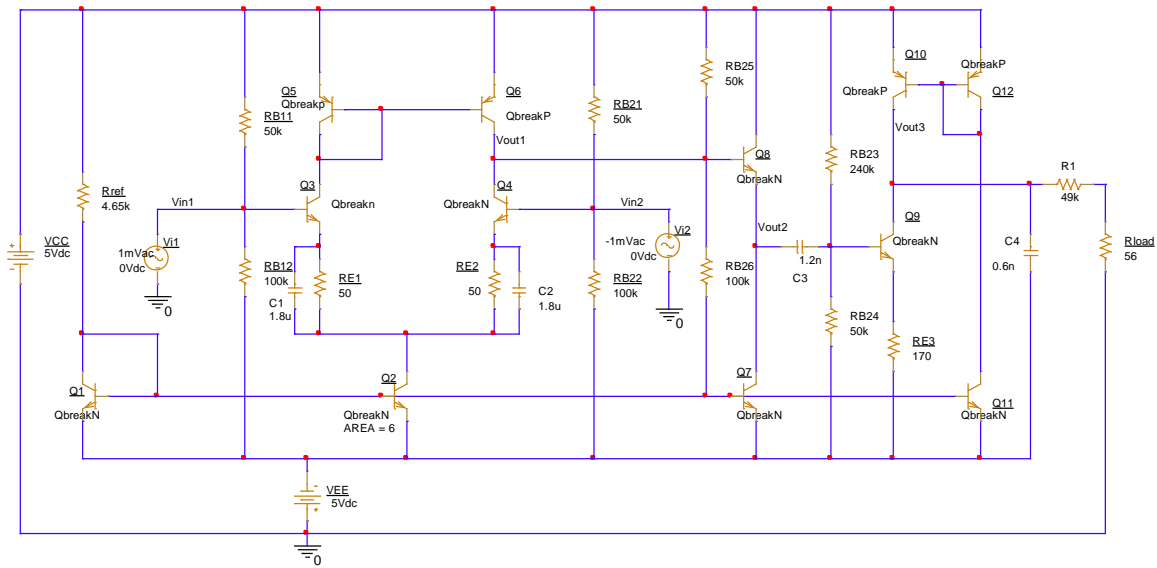 Q10
QbreakP
QbreakP
Q12
Vout3
RB25
50k
Q5
Qbreakp
Q6
QbreakP
Vout1
RB11
50k
RB21
50k
Q8
QbreakN
RB23
240k
Rref
4.65k
Vin1
Q3
Qbreakn
Q4
QbreakN
Vin2
R1
49k
Q9
QbreakN
Vout2
1.2n
C3
VCC
5Vdc
Vi1
1mVac
0Vdc
0
RB12
100k
C1
1.8u
RE1
50
RE2
50
C2
1.8u
-1mVac
0Vdc
Vi2
0
RB22
100k
RB26
100k
RB24
50k
C4
0.6n
Rload
56
RE3
170
Q1
QbreakN
Q2
QbreakN
AREA = 6
Q7
QbreakN
Q11
QbreakN
VEE
5Vdc
0